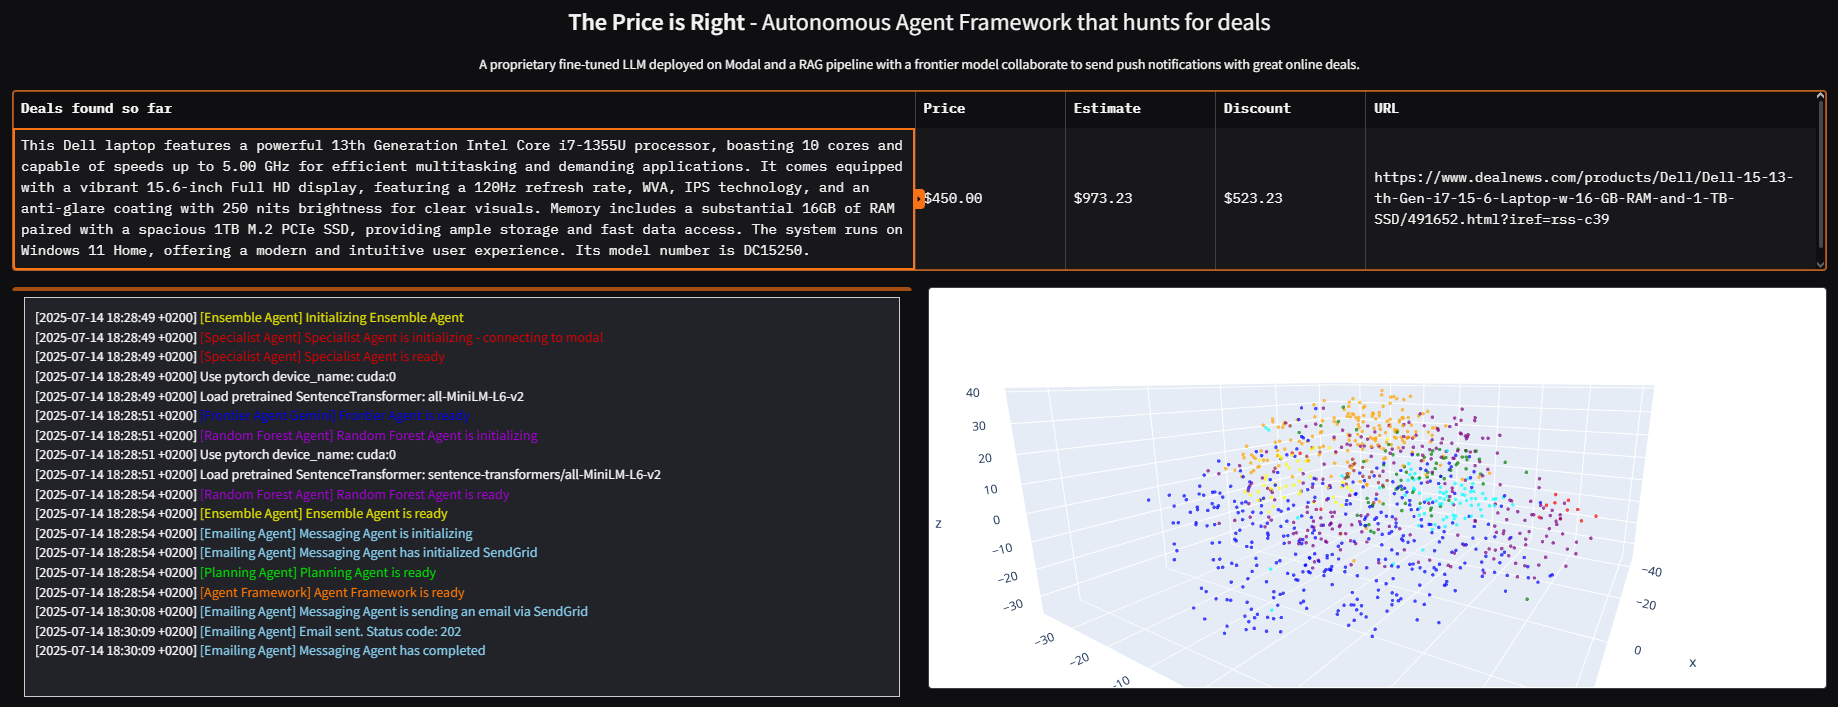 The Price is Right - Autonomous Agent Framework that hunts for deals
A proprietary fine-tuned LLM deployed on Modal and a RAG pipeline with a frontier model collaborate to send push notifications with great online deals.
Deals found so far
Price
Estimate
Discount
URL
This Dell laptop features a powerful 13th Generation Intel Core i7-1355U processor, boasting 10 cores and
capable of speeds up to 5.00 GHz for efficient multitasking and demanding applications. It comes equipped
with a vibrant 15.6-inch Full HD display, featuring a 120Hz refresh rate, WVA, IPS technology, and an
anti-glare coating with 250 nits brightness for clear visuals. Memory includes a substantial 16GB of RAM
paired with a spacious 1TB M.2 PCIe SSD, providing ample storage and fast data access. The system runs on
Windows 11 Home, offering a modern and intuitive user experience. Its model number is DC15250.
$450.00
$973.23
$523.23
https://www.dealnews.com/products/Dell/Dell-15-13-
th-Gen-i7-15-6-Laptop-w-16-GB-RAM-and-1-TB-
SSD/491652.html?iref=rss-c39
[2025-07-14 18:28:49 +0200] [Ensemble Agent] Initializing Ensemble Agent
[2025-07-14 18:28:49 +0200] [Specialist Agent] Specialist Agent is initializing - connecting to modal
[2025-07-14 18:28:49 +0200] [Specialist Agent] Specialist Agent is ready
[2025-07-14 18:28:49 +0200] Use pytorch device_name: cuda:0
[2025-07-14 18:28:49 +0200] Load pretrained SentenceTransformer: all-MiniLM-L6-v2
[2025-07-14 18:28:51 +0200] [Frontier Agent Gemini] Frontier Agent is ready
[2025-07-14 18:28:51 +0200] [Random Forest Agent] Random Forest Agent is initializing
[2025-07-14 18:28:51 +0200] Use pytorch device_name: cuda:0
[2025-07-14 18:28:51 +0200] Load pretrained SentenceTransformer: sentence-transformers/all-MiniLM-L6-v2
[2025-07-14 18:28:54 +0200] [Random Forest Agent] Random Forest Agent is ready
[2025-07-14 18:28:54 +0200] [Ensemble Agent] Ensemble Agent is ready
[2025-07-14 18:28:54 +0200] [Emailing Agent] Messaging Agent is initializing
[2025-07-14 18:28:54 +0200] [Emailing Agent] Messaging Agent has initialized SendGrid
[2025-07-14 18:28:54 +0200] [Planning Agent] Planning Agent is ready
[2025-07-14 18:28:54 +0200] [Agent Framework] Agent Framework is ready
[2025-07-14 18:30:08 +0200] [Emailing Agent] Messaging Agent is sending an email via SendGrid
[2025-07-14 18:30:09 +0200] [Emailing Agent] Email sent. Status code: 202
[2025-07-14 18:30:09 +0200] [Emailing Agent] Messaging Agent has completed
40
30
20
10
0
−10
−20
−30
z
−30
−20
−10
−40
−20
0
x